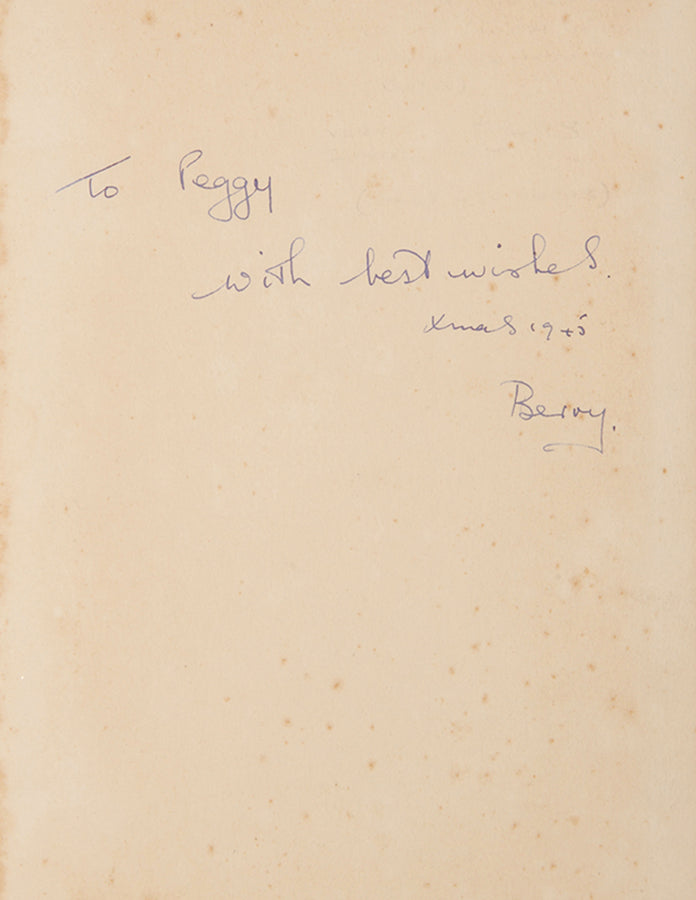 To Peggy
with best wishes.
Xmas 1945
Berry.